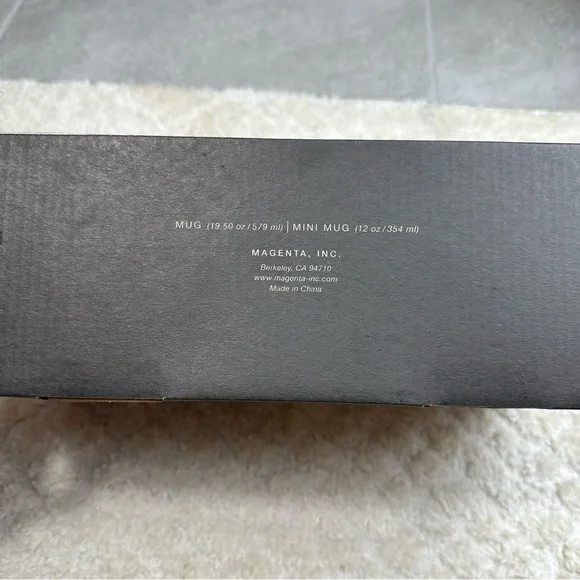 MUG (19.50 oz / 579 ml) | MINI MUG (12 oz / 354 ml)
MAGENTA, INC.
Berkeley, CA 94710
www.magenta-inc.com
Made in China